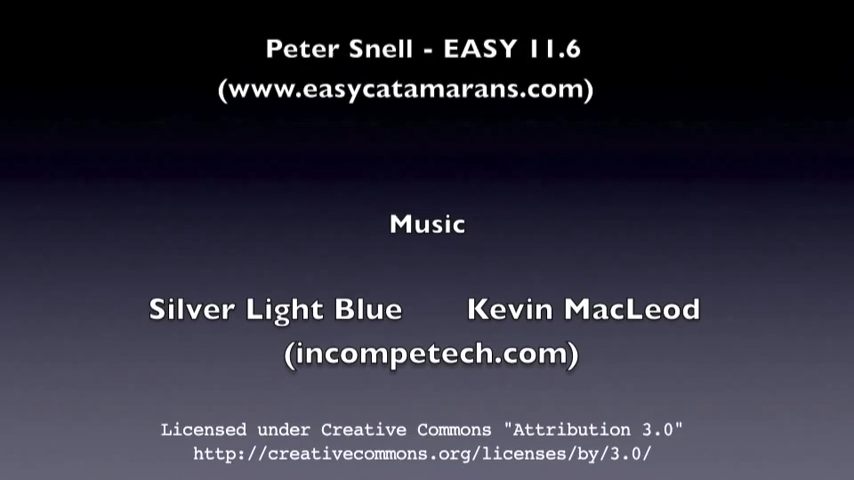 Peter Snell - EASY 11.6
(www.easycatamarans.com)
Music
Silver Light Blue Kevin MacLeod
(incompetech.com)
Licensed under Creative Commons "Attribution 3.0"
http://creativecommons.org/licenses/by/3.0/